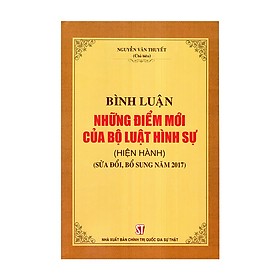 NGUYỄN VĂN THUYẾT
(Chủ biên)
BÌNH LUẬN
NHỮNG ĐIỂM MỚI
CỦA BỘ LUẬT HÌNH SỰ
(HIỆN HÀNH)
(SỬA ĐỔI, BỔ SUNG NĂM 2017)
NHÀ XUẤT BẢN CHÍNH TRỊ QUỐC GIA SỰ THẬT